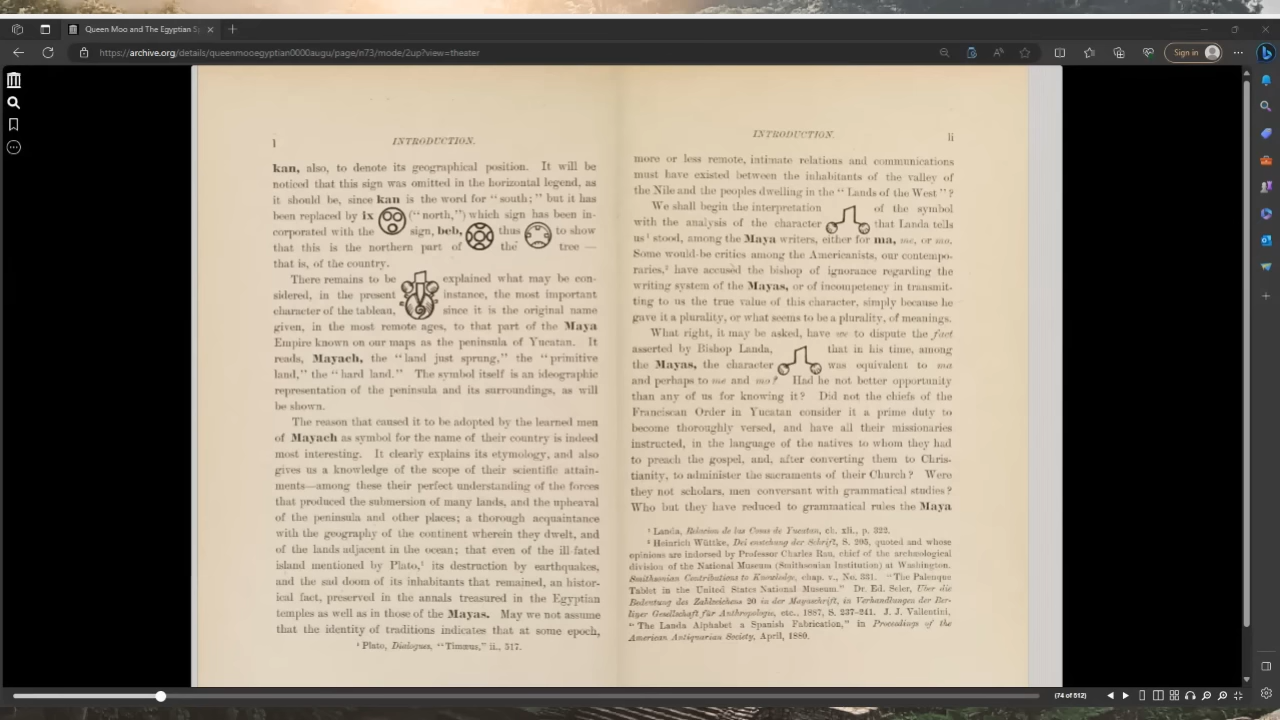 Queen Moo and The Egyptian S
https://archive.org/details/queenmooegyptian0000augu/page/n73/mode/2up?view=theater
Sign in
l
INTRODUCTION.
kan, also, to denote its geographical position. It will be
noticed that this sign was omitted in the horizontal legend, as
it should be, since kan is the word for "south;" but it has
been replaced by ix ("north,") which sign has been in-
corporated with the sign, beb, thus to show
that this is the northern part of the tree —
that is, of the country.
There remains to be explained what may be con-
sidered, in the present instance, the most important
character of the tableau, since it is the original name
given, in the most remote ages, to that part of the Maya
Empire known on our maps as the peninsula of Yucatan. It
reads, Mayach, the "land just sprung," the "primitive
land," the "hard land." The symbol itself is an ideographic
representation of the peninsula and its surroundings, as will
be shown.
The reason that caused it to be adopted by the learned men
of Mayach as symbol for the name of their country is indeed
most interesting. It clearly explains its etymology, and also
gives us a knowledge of the scope of their scientific attain-
ments—among these their perfect understanding of the forces
that produced the submersion of many lands, and the upheaval
of the peninsula and other places; a thorough acquaintance
with the geography of the continent wherein they dwelt, and
of the lands adjacent in the ocean; that even of the ill-fated
island mentioned by Plato,¹ its destruction by earthquakes,
and the sad doom of its inhabitants that remained, an histor-
ical fact, preserved in the annals treasured in the Egyptian
temples as well as in those of the Mayas. May we not assume
that the identity of traditions indicates that at some epoch,
¹ Plato, Dialogues, "Timæus," ii., 517.
INTRODUCTION.
li
more or less remote, intimate relations and communications
must have existed between the inhabitants of the valley of
the Nile and the peoples dwelling in the "Lands of the West"?
We shall begin the interpretation of the symbol
with the analysis of the character that Landa tells
us¹ stood, among the Maya writers, either for ma, me, or mo.
Some would-be critics among the Americanists, our contempo-
raries,² have accused the bishop of ignorance regarding the
writing system of the Mayas, or of incompetency in transmit-
ting to us the true value of this character, simply because he
gave it a plurality, or what seems to be a plurality, of meanings.
What right, it may be asked, have we to dispute the fact
asserted by Bishop Landa, that in his time, among
the Mayas, the character was equivalent to ma
and perhaps to me and mo? Had he not better opportunity
than any of us for knowing it? Did not the chiefs of the
Franciscan Order in Yucatan consider it a prime duty to
become thoroughly versed, and have all their missionaries
instructed, in the language of the natives to whom they had
to preach the gospel, and, after converting them to Chris-
tianity, to administer the sacraments of their Church? Were
they not scholars, men conversant with grammatical studies?
Who but they have reduced to grammatical rules the Maya
¹ Landa, Relacion de las Cosas de Yucatan, ch. xli., p. 322.
² Heinrich Wüttke, Dei enstehung der Schrift, S. 205, quoted and whose
opinions are indorsed by Professor Charles Rau, chief of the archæological
division of the National Museum (Smithsonian Institution) at Washington.
Smithsonian Contributions to Knowledge, chap. v., No. 331. "The Palenque
Tablet in the United States National Museum." Dr. Ed. Seler, Uber die
Bedeutung des Zahlzeichens 20 in der Mayaschrift, in Verhandlungen der Ber-
liner Gesellschaft für Anthropologie, etc., 1887, S. 237-241. J. J. Vallentini,
"The Landa Alphabet a Spanish Fabrication," in Proceedings of the
American Antiquarian Society, April, 1880.
(74 of 512)